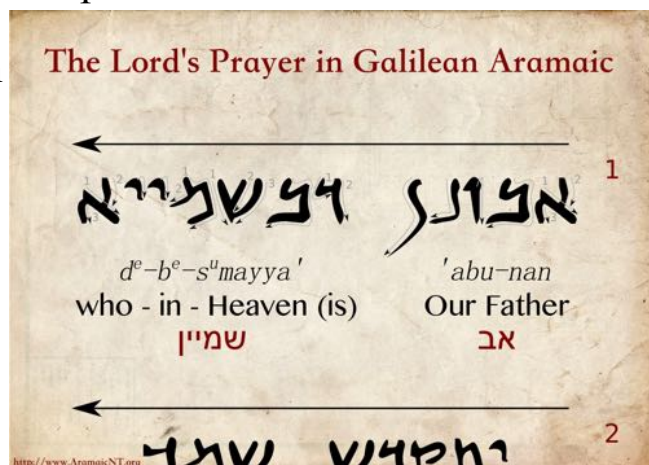 The Lord's Prayer in Galilean Aramaic
1
אבונן דבשמייא
dᵉ-bᵉ-sᵘmayya' 'abu-nan
who - in - Heaven (is) Our Father
אב שמיין
2
http://www.AramaicNT.org